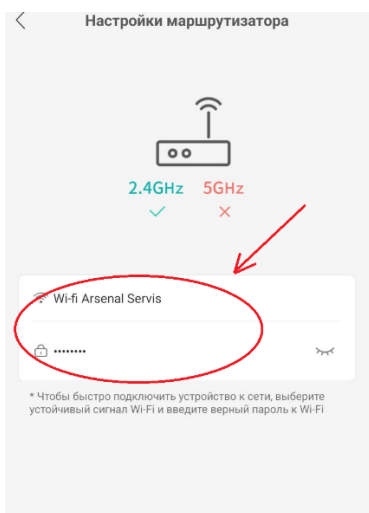 Настройки маршрутизатора
2.4GHz 5GHz
Wi-fi Arsenal Servis
••••••••
* Чтобы быстро подключить устройство к сети, выберите
устойчивый сигнал Wi-Fi и введите верный пароль к Wi-Fi